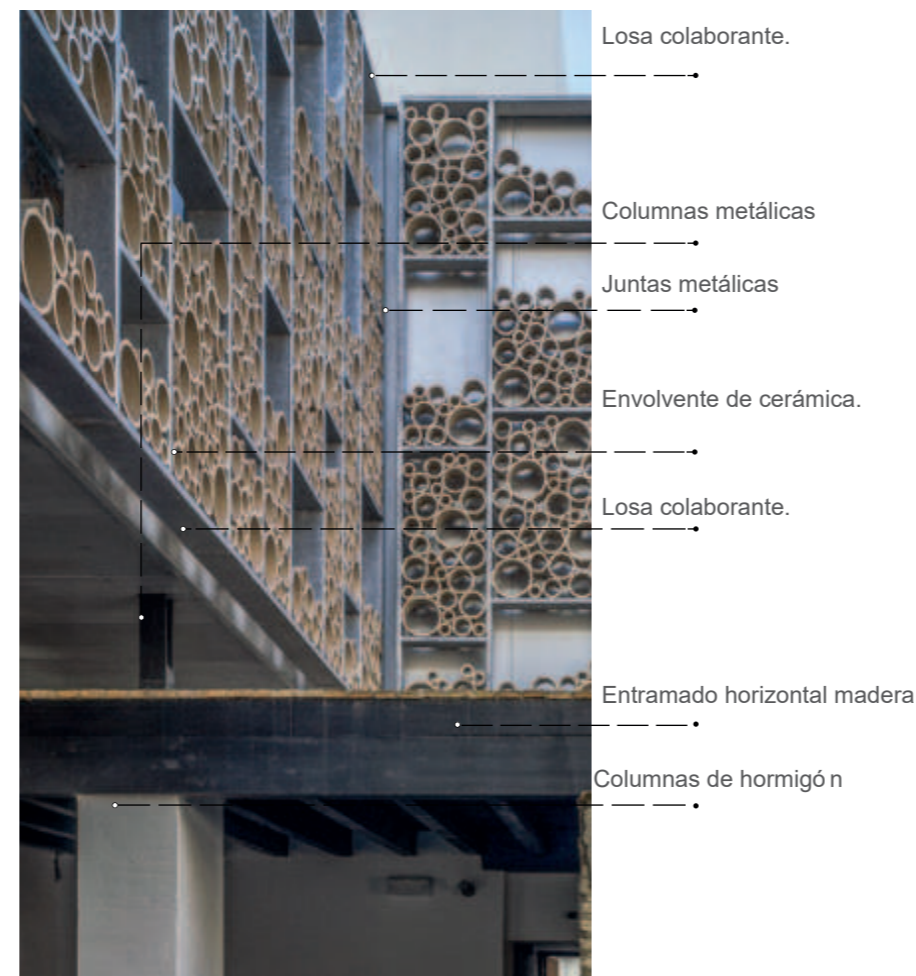 Losa colaborante.
Columnas metálicas
Juntas metálicas
Envolvente de cerámica.
Losa colaborante.
Entramado horizontal madera
Columnas de hormigó n